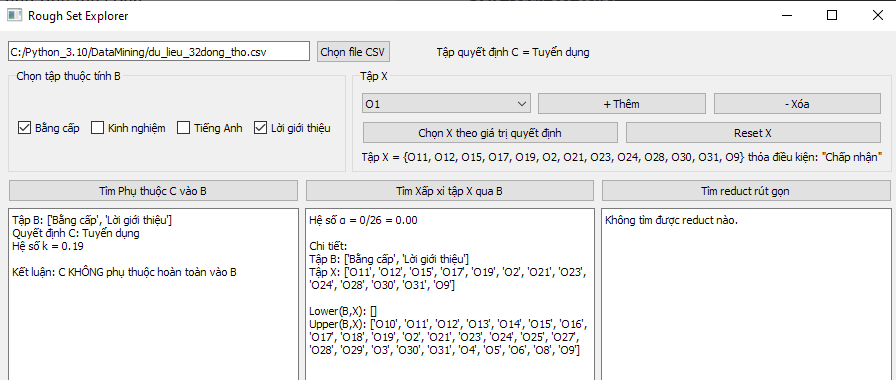 Rough Set Explorer
C:/Python_3.10/DataMining/du_lieu_32dong_tho.csv
Chọn file CSV
Tập quyết định C = Tuyển dụng
Chọn tập thuộc tính B
Bằng cấp
Kinh nghiệm
Tiếng Anh
Lời giới thiệu
Tập X
O1
+ Thêm
- Xóa
Chọn X theo giá trị quyết định
Reset X
Tập X = {O11, O12, O15, O17, O19, O2, O21, O23, O24, O28, O30, O31, O9} thỏa điều kiện: "Chấp nhận"
Tìm Phụ thuộc C vào B
Tìm Xấp xỉ tập X qua B
Tìm reduct rút gọn
Tập B: ['Bằng cấp', 'Lời giới thiệu']
Quyết định C: Tuyển dụng
Hệ số k = 0.19
Kết luận: C KHÔNG phụ thuộc hoàn toàn vào B
Hệ số α = 0/26 = 0.00
Chi tiết:
Tập B: ['Bằng cấp', 'Lời giới thiệu']
Tập X: ['O11', 'O12', 'O15', 'O17', 'O19', 'O2', 'O21', 'O23',
'O24', 'O28', 'O30', 'O31', 'O9']
Lower(B,X): []
Upper(B,X): ['O10', 'O11', 'O12', 'O13', 'O14', 'O15', 'O16',
'O17', 'O18', 'O19', 'O2', 'O21', 'O23', 'O24', 'O25', 'O27',
'O28', 'O29', 'O3', 'O30', 'O31', 'O4', 'O5', 'O6', 'O8', 'O9']
Không tìm được reduct nào.